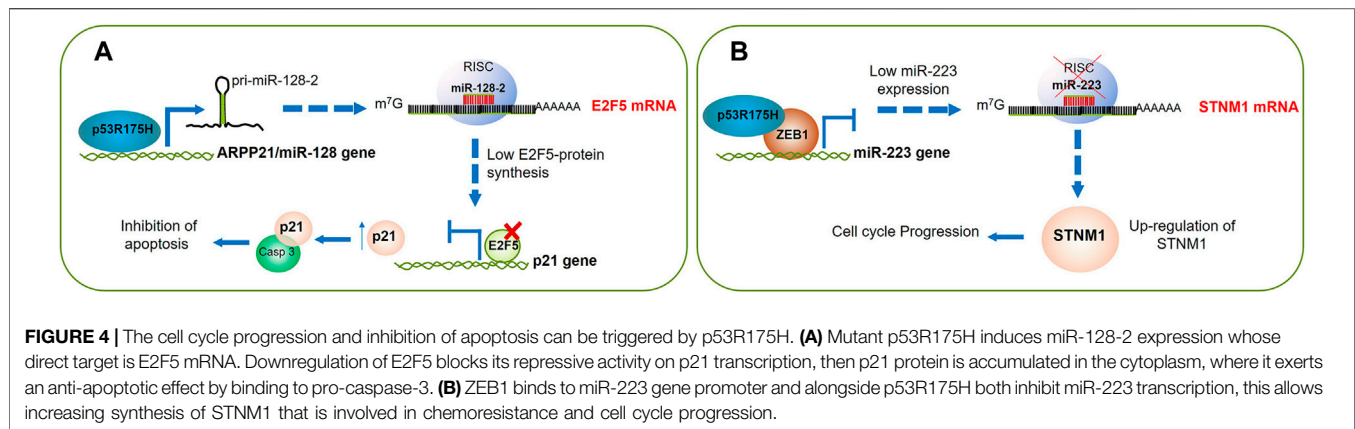 A
pri-miR-128-2
p53R175H
ARPP21/miR-128 gene
RISC
miR-128-2
m⁷G
AAAAAA
E2F5 mRNA
Low E2F5-protein
synthesis
E2F5
p21 gene
p21
p21
Casp 3
Inhibition of
apoptosis
B
p53R175H
ZEB1
miR-223 gene
Low miR-223
expression
RISC
miR-223
m⁷G
AAAAAA
STNM1 mRNA
STNM1
Up-regulation of
STNM1
Cell cycle Progression
FIGURE 4 | The cell cycle progression and inhibition of apoptosis can be triggered by p53R175H. (A) Mutant p53R175H induces miR-128-2 expression whose
direct target is E2F5 mRNA. Downregulation of E2F5 blocks its repressive activity on p21 transcription, then p21 protein is accumulated in the cytoplasm, where it exerts
an anti-apoptotic effect by binding to pro-caspase-3. (B) ZEB1 binds to miR-223 gene promoter and alongside p53R175H both inhibit miR-223 transcription, this allows
increasing synthesis of STNM1 that is involved in chemoresistance and cell cycle progression.